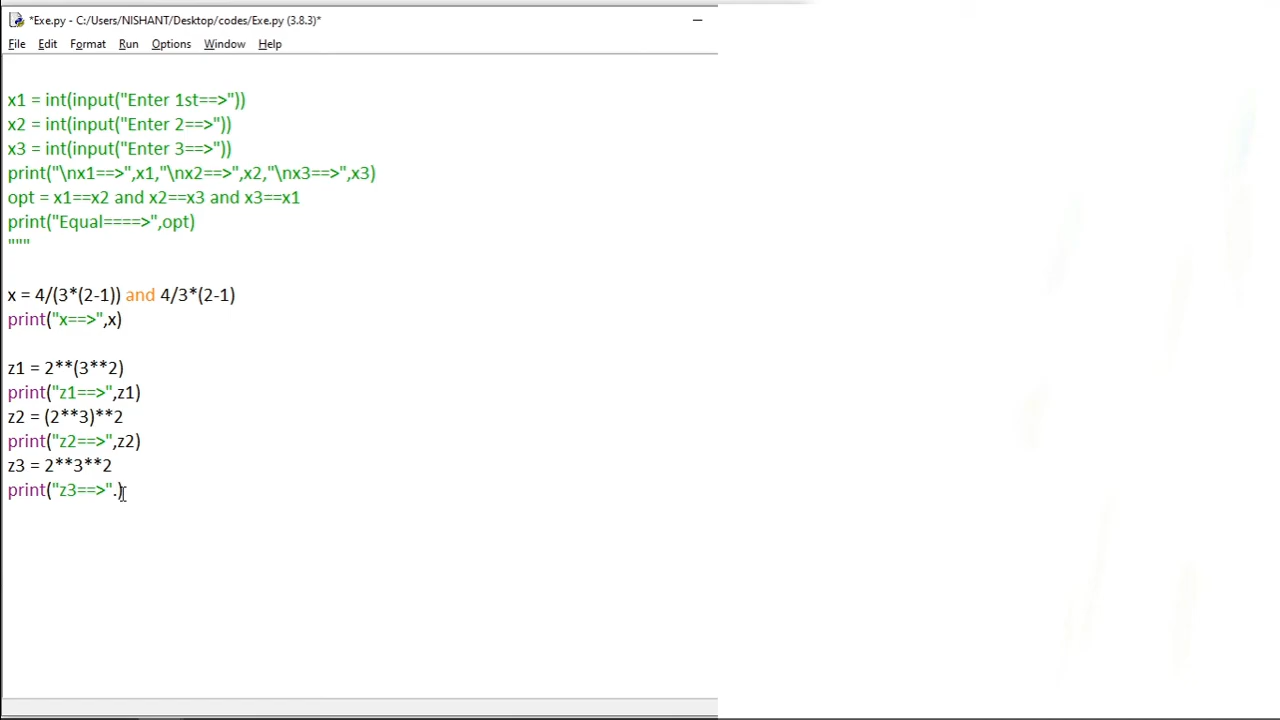 *Exe.py - C:/Users/NISHANT/Desktop/codes/Exe.py (3.8.3)*
File Edit Format Run Options Window Help
x1 = int(input("Enter 1st==>"))
x2 = int(input("Enter 2==>"))
x3 = int(input("Enter 3==>"))
print("\nx1==>",x1,"\nx2==>",x2,"\nx3==>",x3)
opt = x1==x2 and x2==x3 and x3==x1
print("Equal====>",opt)
"""
x = 4/(3*(2-1)) and 4/3*(2-1)
print("x==>",x)
z1 = 2**(3**2)
print("z1==>",z1)
z2 = (2**3)**2
print("z2==>",z2)
z3 = 2**3**2
print("z3==>".)